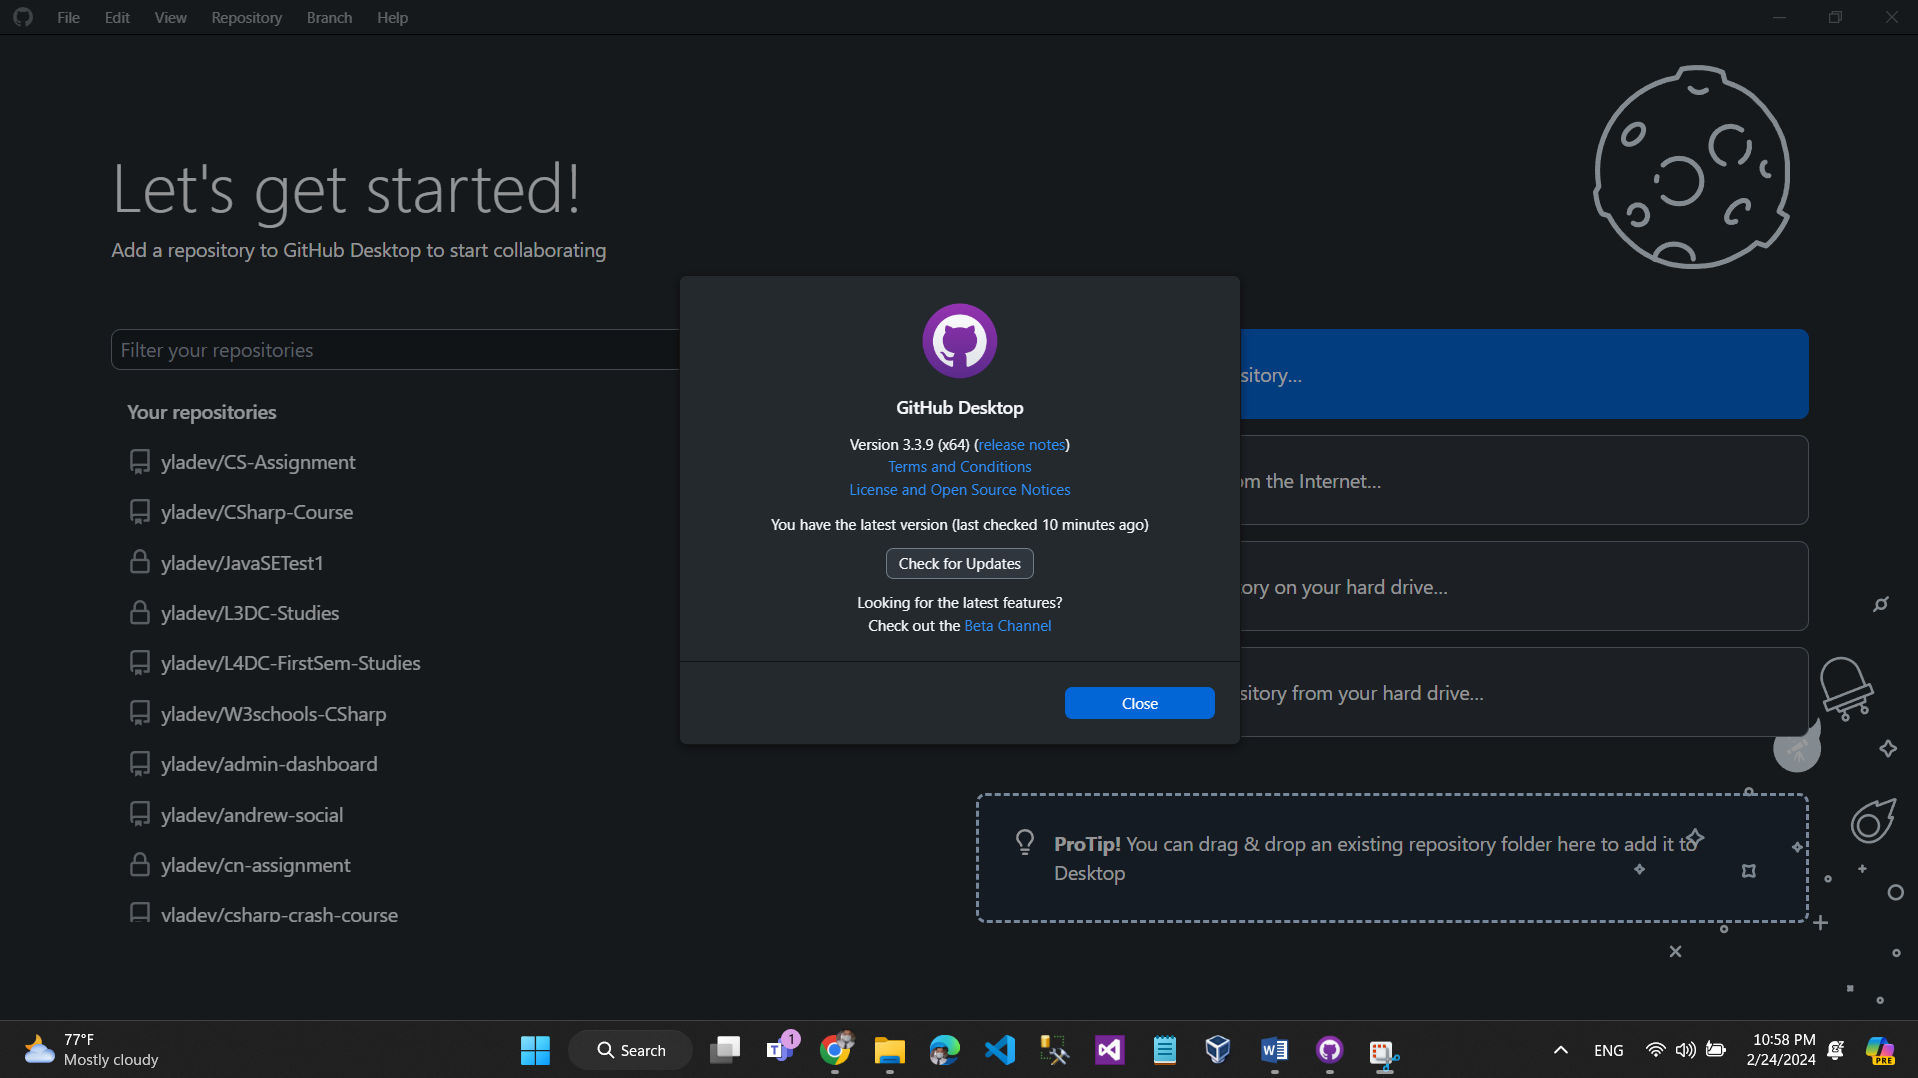 File Edit View Repository Branch Help
Let's get started!
Add a repository to GitHub Desktop to start collaborating
Filter your repositories
Your repositories
yladev/CS-Assignment
yladev/CSharp-Course
yladev/JavaSETest1
yladev/L3DC-Studies
yladev/L4DC-FirstSem-Studies
yladev/W3schools-CSharp
yladev/admin-dashboard
yladev/andrew-social
yladev/cn-assignment
yladev/csharp-crash-course
GitHub Desktop
Version 3.3.9 (x64) (release notes)
Terms and Conditions
License and Open Source Notices
You have the latest version (last checked 10 minutes ago)
Check for Updates
Looking for the latest features?
Check out the Beta Channel
Close
sitory...
om the Internet...
ory on your hard drive...
sitory from your hard drive...
ProTip! You can drag & drop an existing repository folder here to add it to
Desktop
77°F
Mostly cloudy
Search
1
ENG
10:58 PM
2/24/2024
PRE